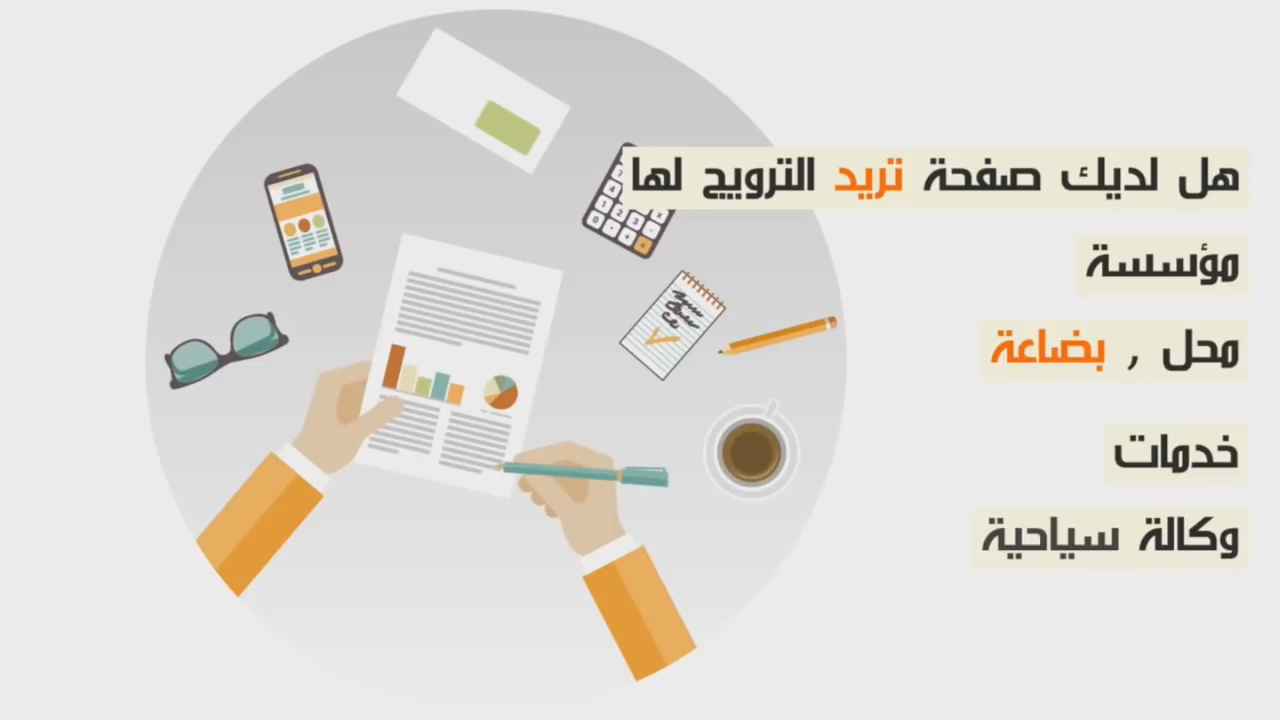 هل لديك صفحة تريد الترويج لها
مؤسسة
محل , بضاعة
خدمات
وكالة سياحية